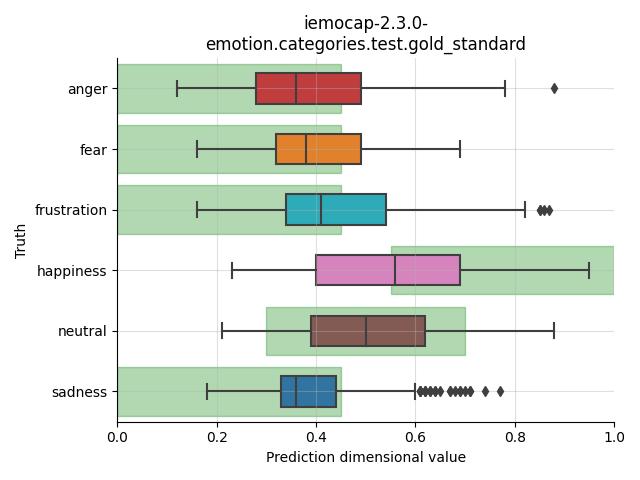 iemocap-2.3.0-
emotion.categories.test.gold_standard
anger
fear
frustration
happiness
neutral
sadness
Truth
0.0 0.2 0.4 0.6 0.8 1.0
Prediction dimensional value